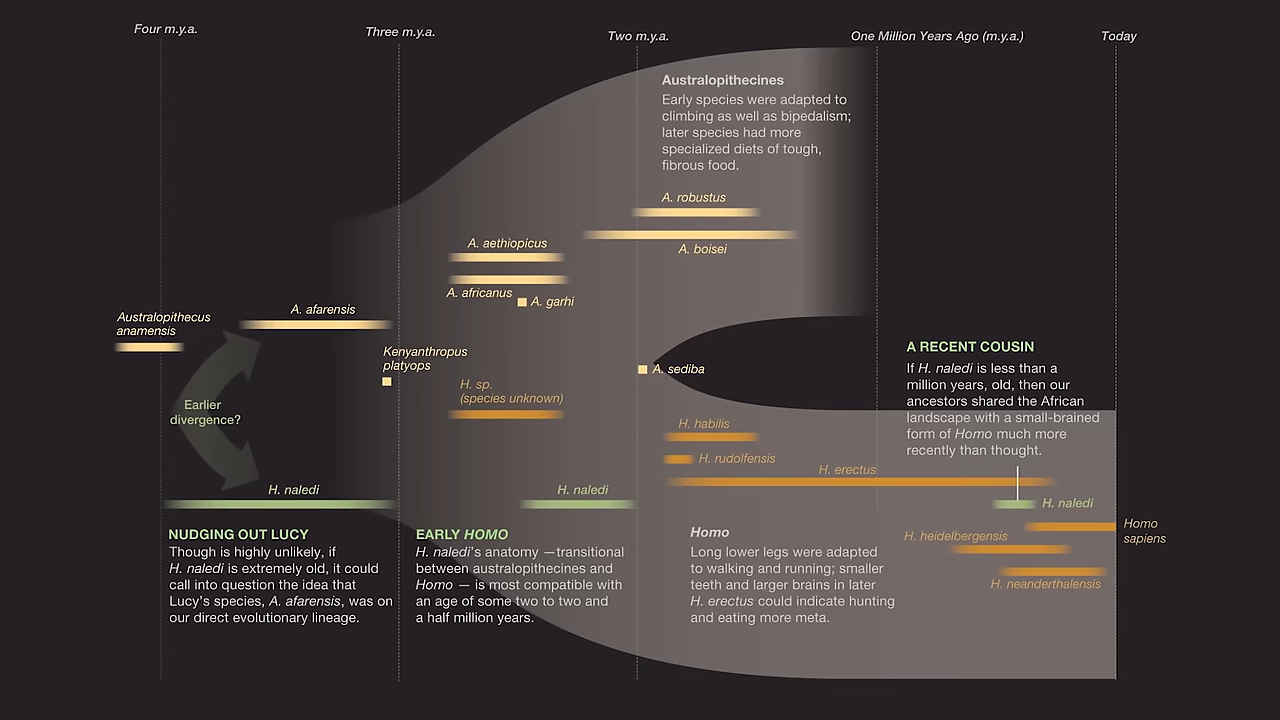 Four m.y.a.
Three m.y.a.
Two m.y.a.
One Million Years Ago (m.y.a.)
Today
Australopithecines
Early species were adapted to
climbing as well as bipedalism;
later species had more
specialized diets of tough,
fibrous food.
A. robustus
A. boisei
A. aethiopicus
A. africanus
A. garhi
Australopithecus
anamensis
A. afarensis
Kenyanthropus
platyops
A. sediba
H. sp.
(species unknown)
Earlier
divergence?
A RECENT COUSIN
If H. naledi is less than a
million years, old, then our
ancestors shared the African
landscape with a small-brained
form of Homo much more
recently than thought.
H. habilis
H. rudolfensis
H. erectus
H. naledi
H. naledi
H. naledi
Homo
sapiens
H. heidelbergensis
H. neanderthalensis
NUDGING OUT LUCY
Though is highly unlikely, if
H. naledi is extremely old, it could
call into question the idea that
Lucy's species, A. afarensis, was on
our direct evolutionary lineage.
EARLY HOMO
H. naledi's anatomy —transitional
between australopithecines and
Homo — is most compatible with
an age of some two to two and
a half million years.
Homo
Long lower legs were adapted
to walking and running; smaller
teeth and larger brains in later
H. erectus could indicate hunting
and eating more meta.